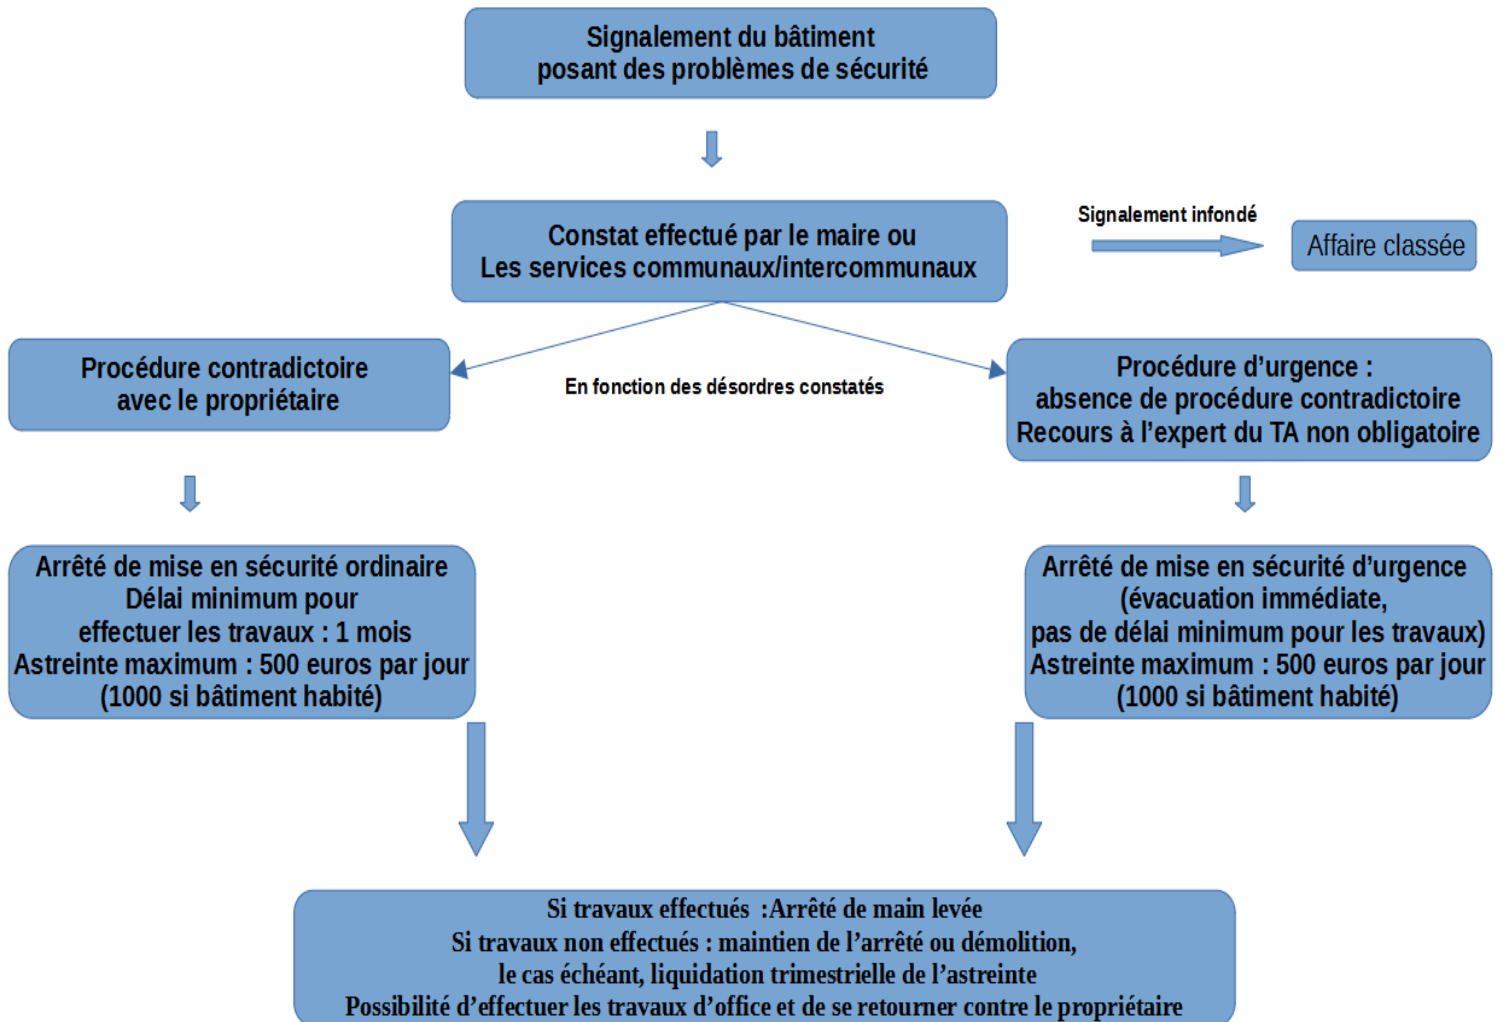 Signalement du bâtiment
posant des problèmes de sécurité
Constat effectué par le maire ou
Les services communaux/intercommunaux
Signalement infondé
Affaire classée
Procédure contradictoire
avec le propriétaire
En fonction des désordres constatés
Procédure d’urgence :
absence de procédure contradictoire
Recours à l’expert du TA non obligatoire
Arrêté de mise en sécurité ordinaire
Délai minimum pour
effectuer les travaux : 1 mois
Astreinte maximum : 500 euros par jour
(1000 si bâtiment habité)
Arrêté de mise en sécurité d’urgence
(évacuation immédiate,
pas de délai minimum pour les travaux)
Astreinte maximum : 500 euros par jour
(1000 si bâtiment habité)
Si travaux effectués  :Arrêté de main levée
Si travaux non effectués : maintien de l’arrêté ou démolition,
le cas échéant, liquidation trimestrielle de l’astreinte
Possibilité d’effectuer les travaux d’office et de se retourner contre le propriétaire